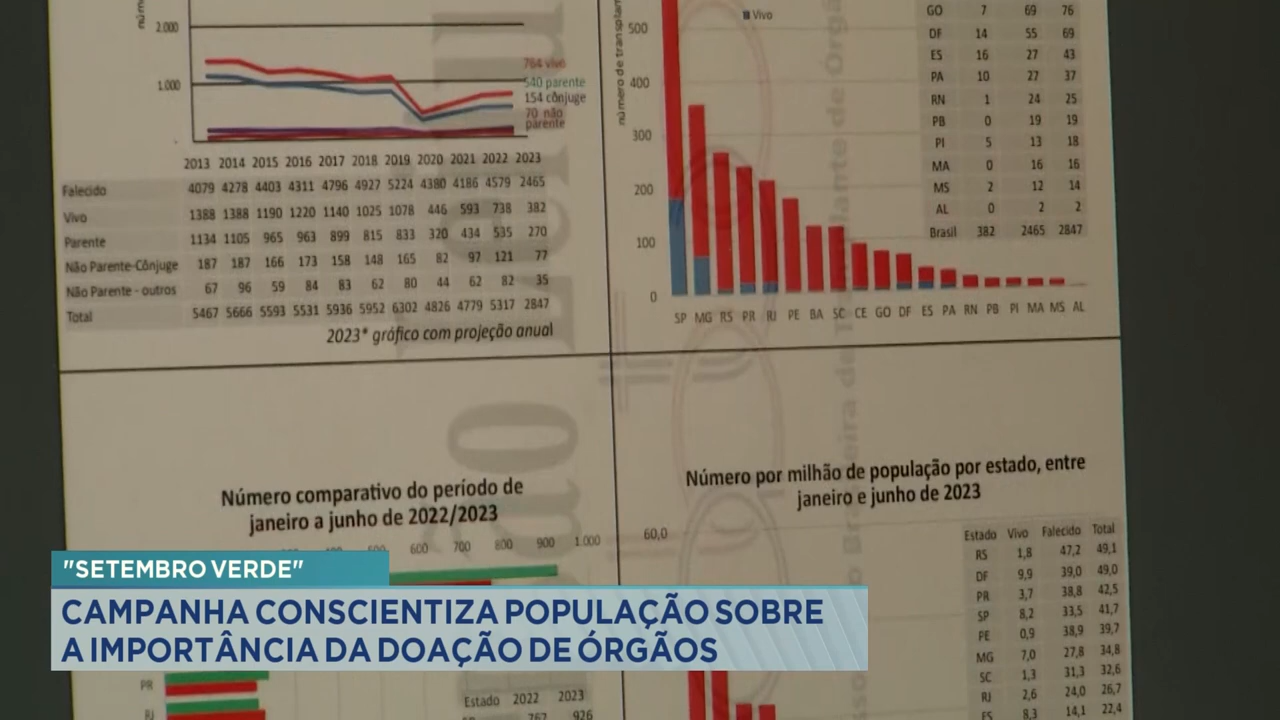 2.000
1.000
764 vivo
540 parente
154 cônjuge
70 não
parente
2013 2014 2015 2016 2017 2018 2019 2020 2021 2022 2023
Falecido 4079 4278 4403 4311 4796 4927 5224 4380 4186 4579 2465
Vivo 1388 1388 1190 1220 1140 1025 1078 446 593 738 382
Parente 1134 1105 965 963 899 815 833 320 434 535 270
Não Parente-Cônjuge 187 187 166 173 158 148 165 82 97 121 77
Não Parente - outros 67 96 59 84 83 62 80 44 62 82 35
Total 5467 5666 5593 5531 5936 5952 6302 4826 4779 5317 2847
2023* gráfico com projeção anual
número de transplan
Vivo
500
400
300
200
100
0
SP MG RS PR RJ PE BA SC CE GO DF ES PA RN PB PI MA MS AL
GO 7 69 76
DF 14 55 69
ES 16 27 43
PA 10 27 37
RN 1 24 25
PB 0 19 19
PI 5 13 18
MA 0 16 16
MS 2 12 14
AL 0 2 2
Brasil 382 2465 2847
Número comparativo do período de
janeiro a junho de 2022/2023
600 700 800 900 1.000
PR
RJ
Estado 2022 2023
767 926
Número por milhão de população por estado, entre
janeiro e junho de 2023
60,0
Estado Vivo Falecido Total
RS 1,8 47,2 49,1
DF 9,9 39,0 49,0
PR 3,7 38,8 42,5
SP 8,2 33,5 41,7
PE 0,9 38,9 39,7
MG 7,0 27,8 34,8
SC 1,3 31,3 32,6
RJ 2,6 24,0 26,7
ES 8,3 14,1 22,4
"SETEMBRO VERDE"
CAMPANHA CONSCIENTIZA POPULAÇÃO SOBRE
A IMPORTÂNCIA DA DOAÇÃO DE ÓRGÃOS